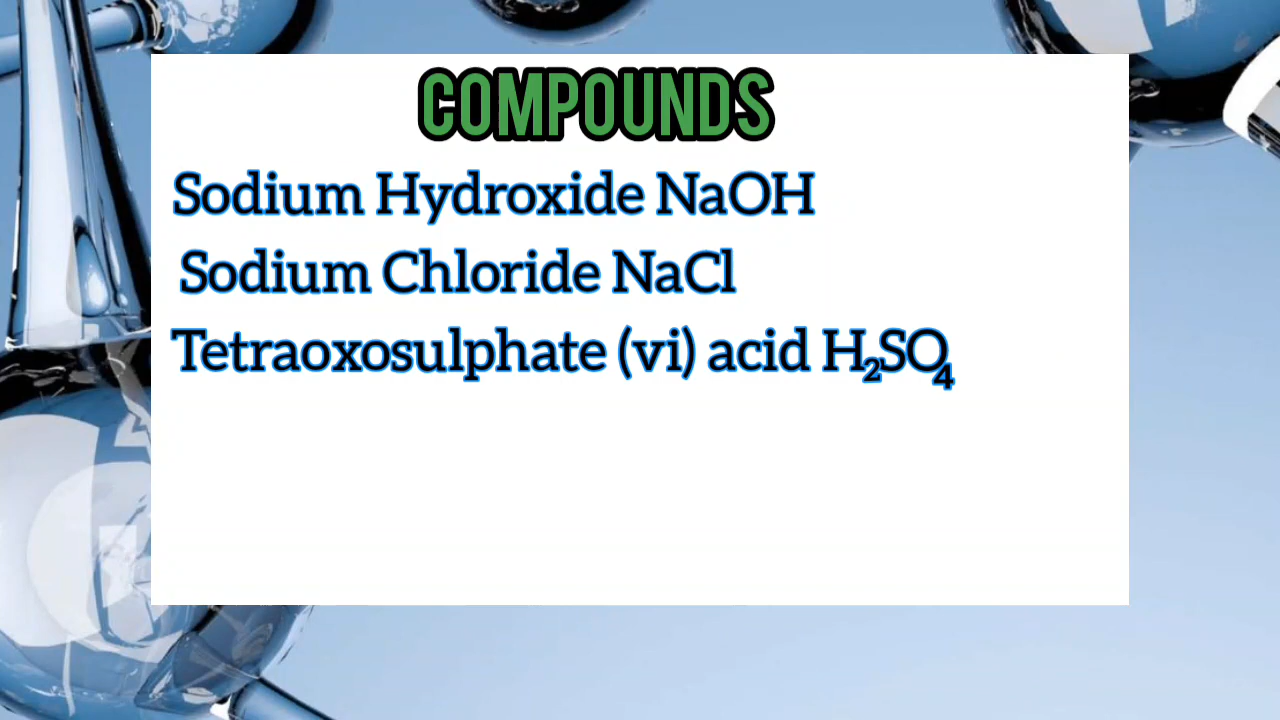 COMPOUNDS
Sodium Hydroxide NaOH
Sodium Chloride NaCl
Tetraoxosulphate (vi) acid H₂SO₄